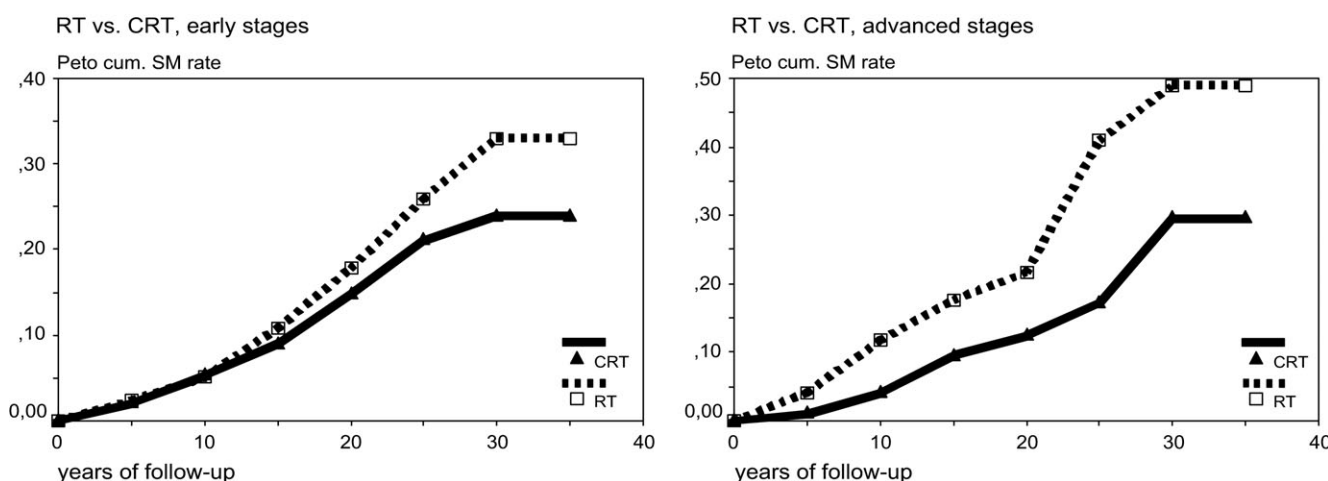 RT vs. CRT, early stages
Peto cum. SM rate
,40
,30
,20
,10
0,00
CRT
RT
0 10 20 30 40
years of follow-up
RT vs. CRT, advanced stages
Peto cum. SM rate
,50
,40
,30
,20
,10
0,00
CRT
RT
0 10 20 30 40
years of follow-up